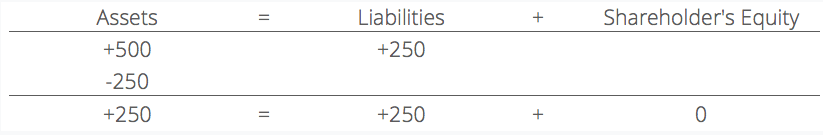 Assets = Liabilities + Shareholder's Equity
+500 +250
-250
+250 = +250 + 0